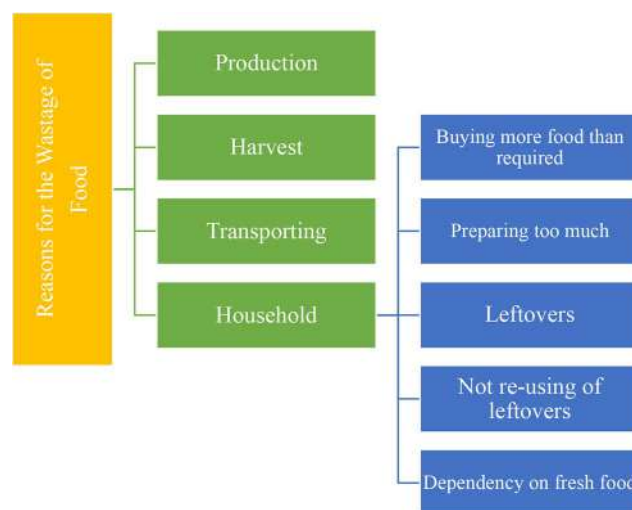 Reasons for the Wastage of
Food
Production
Harvest
Transporting
Household
Buying more food than
required
Preparing too much
Leftovers
Not re-using of
leftovers
Dependency on fresh food